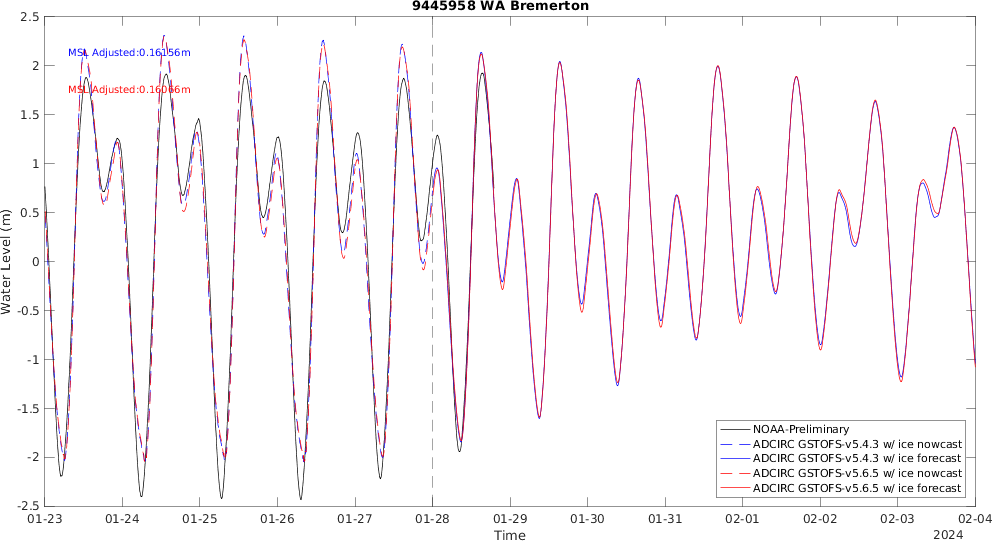 9445958 WA Bremerton
2.5
2
1.5
1
0.5
0
-0.5
-1
-1.5
-2
-2.5
Water Level (m)
MSL Adjusted:0.16156m
MSL Adjusted:0.16066m
NOAA-Preliminary
ADCIRC GSTOFS-v5.4.3 w/ ice nowcast
ADCIRC GSTOFS-v5.4.3 w/ ice forecast
ADCIRC GSTOFS-v5.6.5 w/ ice nowcast
ADCIRC GSTOFS-v5.6.5 w/ ice forecast
01-23 01-24 01-25 01-26 01-27 01-28 01-29 01-30 01-31 02-01 02-02 02-03 02-04
Time
2024